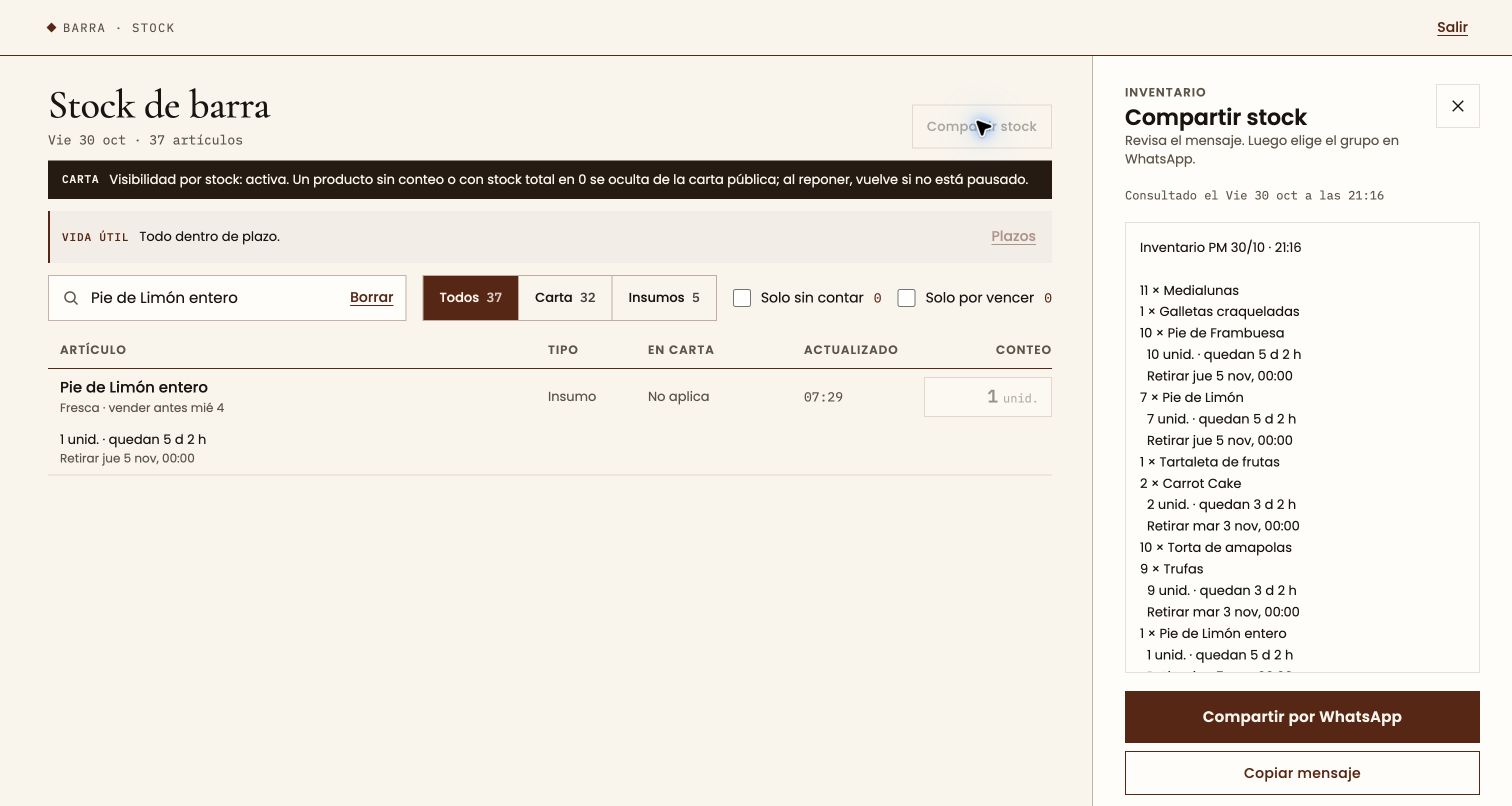 BARRA · STOCK
Salir
Stock de barra
Vie 30 oct · 37 artículos
Compartir stock
CARTA Visibilidad por stock: activa. Un producto sin conteo o con stock total en 0 se oculta de la carta pública; al reponer, vuelve si no está pausado.
VIDA ÚTIL Todo dentro de plazo.
Plazos
Pie de Limón entero
Borrar
Todos 37
Carta 32
Insumos 5
Solo sin contar 0
Solo por vencer 0
ARTÍCULO TIPO EN CARTA ACTUALIZADO CONTEO
Pie de Limón entero
Fresca · vender antes mié 4
Insumo No aplica 07:29 1 unid.
1 unid. · quedan 5 d 2 h
Retirar jue 5 nov, 00:00
INVENTARIO
Compartir stock
Revisa el mensaje. Luego elige el grupo en
WhatsApp.
Consultado el Vie 30 oct a las 21:16
Inventario PM 30/10 · 21:16
11 × Medialunas
1 × Galletas craqueladas
10 × Pie de Frambuesa
10 unid. · quedan 5 d 2 h
Retirar jue 5 nov, 00:00
7 × Pie de Limón
7 unid. · quedan 5 d 2 h
Retirar jue 5 nov, 00:00
1 × Tartaleta de frutas
2 × Carrot Cake
2 unid. · quedan 3 d 2 h
Retirar mar 3 nov, 00:00
10 × Torta de amapolas
9 × Trufas
9 unid. · quedan 3 d 2 h
Retirar mar 3 nov, 00:00
1 × Pie de Limón entero
1 unid. · quedan 5 d 2 h
Compartir por WhatsApp
Copiar mensaje